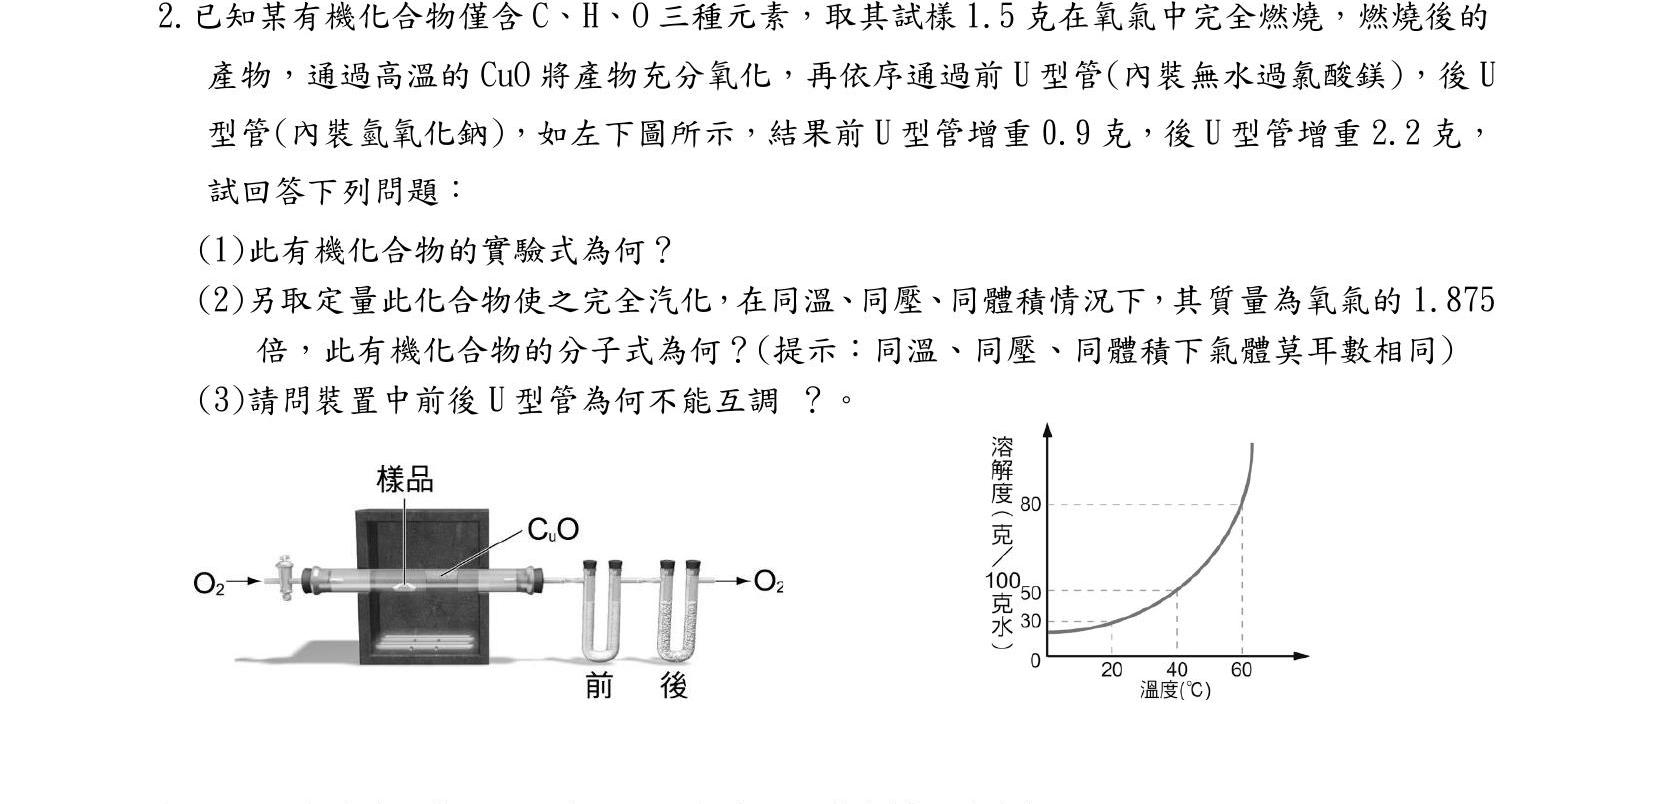 2. 已知某有機化合物僅含 C、H、O 三種元素，取其試樣 1.5 克在氧氣中完全燃燒，燃燒後的
產物，通過高溫的 CuO 將產物充分氧化，再依序通過前 U 型管(內裝無水過氯酸鎂)，後 U
型管(內裝氫氧化鈉)，如左下圖所示，結果前 U 型管增重 0.9 克，後 U 型管增重 2.2 克，
試回答下列問題：
(1)此有機化合物的實驗式為何？
(2)另取定量此化合物使之完全汽化，在同溫、同壓、同體積情況下，其質量為氧氣的 1.875
倍，此有機化合物的分子式為何？(提示：同溫、同壓、同體積下氣體莫耳數相同)
(3)請問裝置中前後 U 型管為何不能互調 ？。
樣品
CuO
O2
O2
前
後
溶解度(克／100克水)
80
50
30
0
20
40
60
溫度(℃)